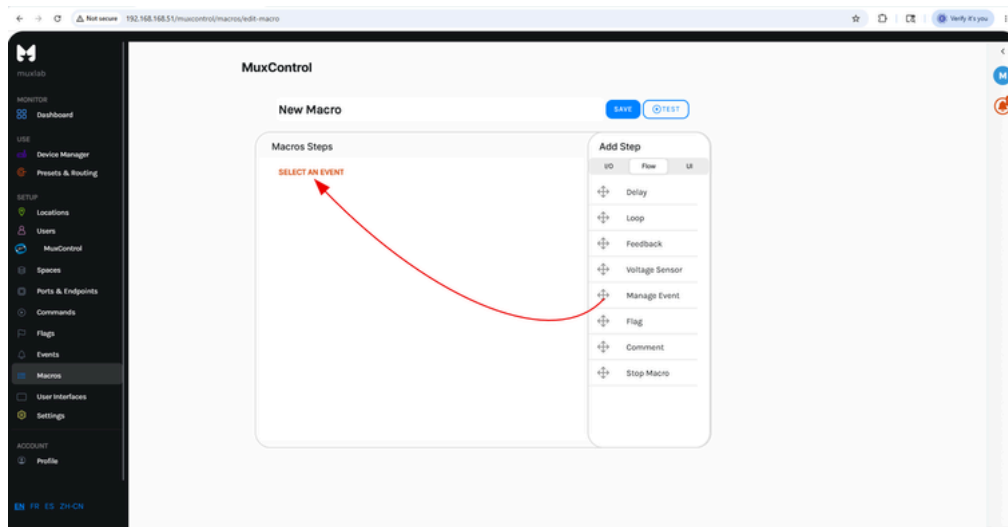 Not secure
192.168.168.51/muxcontrol/macros/edit-macro
Verify it's you
muxlab
MONITOR
Dashboard
USE
Device Manager
Presets & Routing
SETUP
Locations
Users
MuxControl
Spaces
Ports & Endpoints
Commands
Flags
Events
Macros
User Interfaces
Settings
ACCOUNT
Profile
EN FR ES ZH-CN
MuxControl
New Macro
SAVE
TEST
Macros Steps
SELECT AN EVENT
Add Step
I/O Flow UI
Delay
Loop
Feedback
Voltage Sensor
Manage Event
Flag
Comment
Stop Macro
M